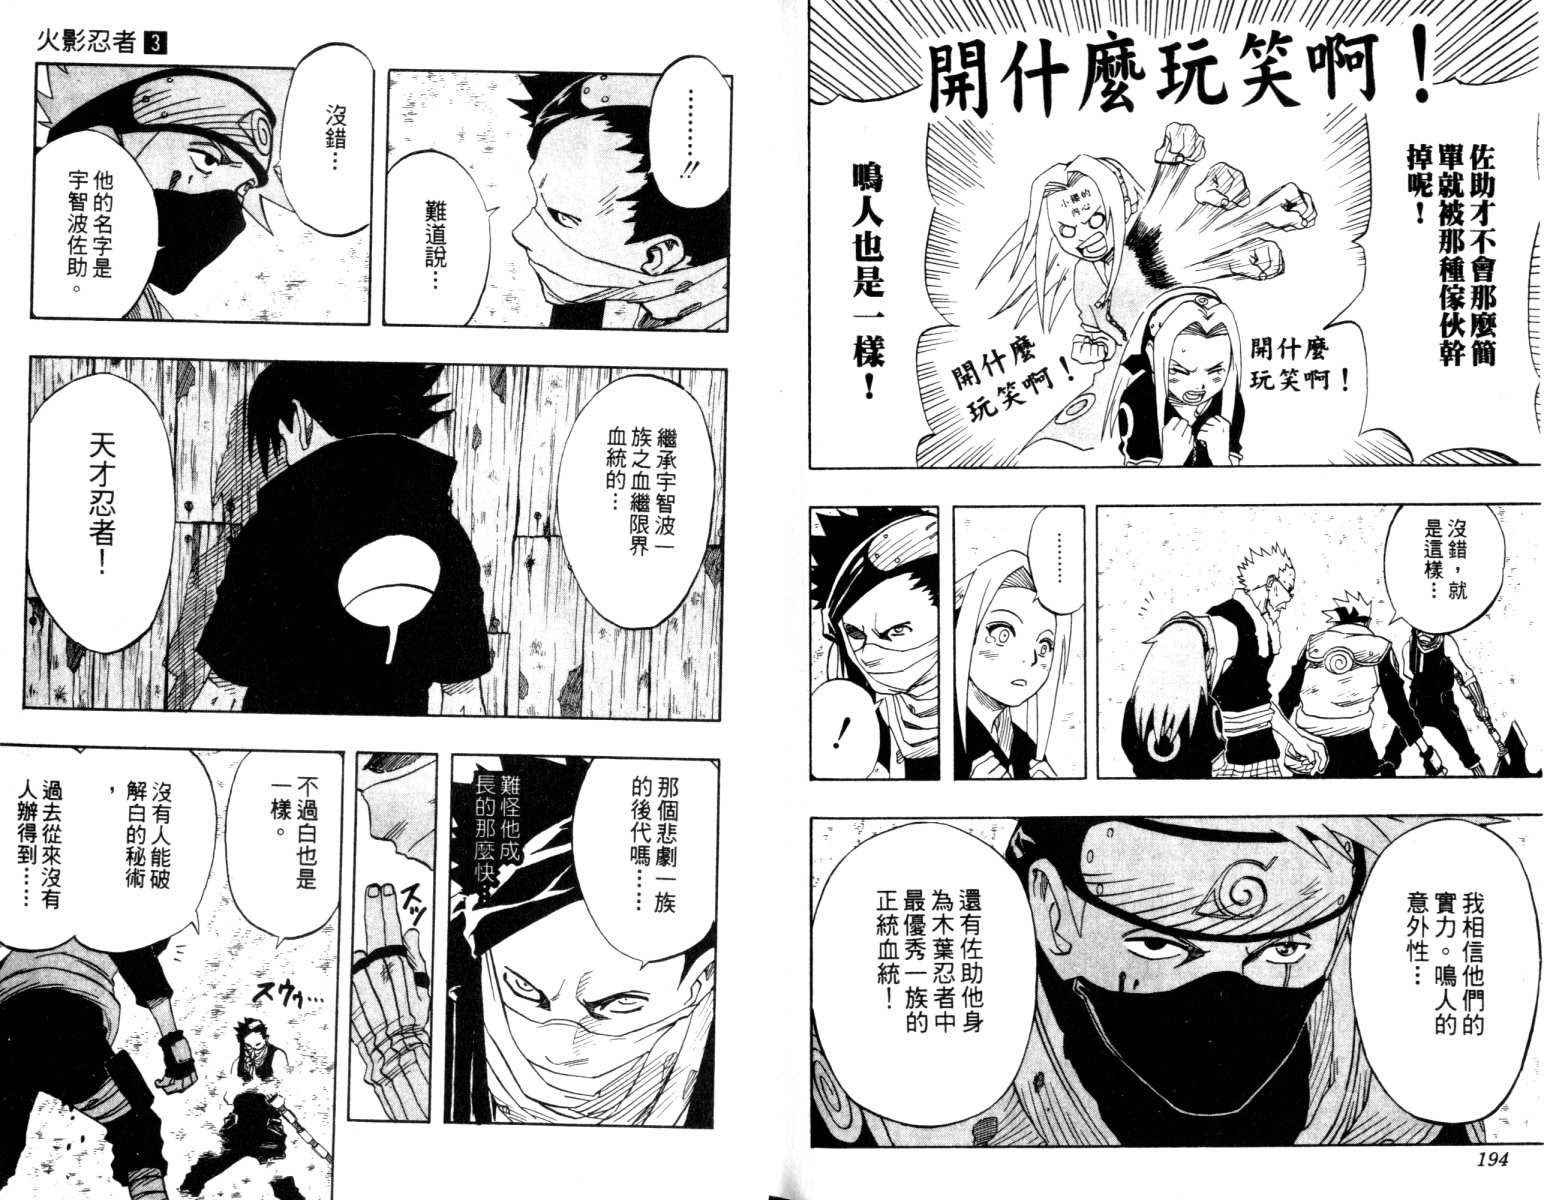 開什麼玩笑啊！
佐助才不會那麼簡
單就被那種傢伙幹
掉呢！
鳴人也是一樣！
小櫻的
內心
開什麼
玩笑啊！
開什麼
玩笑啊！
沒錯，就
是這樣…
………
！
我相信他們的
實力。鳴人的
意外性…
還有佐助他身
為木葉忍者中
最優秀一族的
正統血統！
194
火影忍者 3
………!!
難道說…
沒錯…
他的名字是
宇智波佐助。
繼承宇智波一
族之血繼限界
血統的…
天才忍者！
那個悲劇一族
的後代嗎……
難怪他成
長的那麼快…
スッ
不過白也是
一樣。
沒有人能破
解白的秘術
，
過去從來沒有
人辦得到……
スゥゥ…